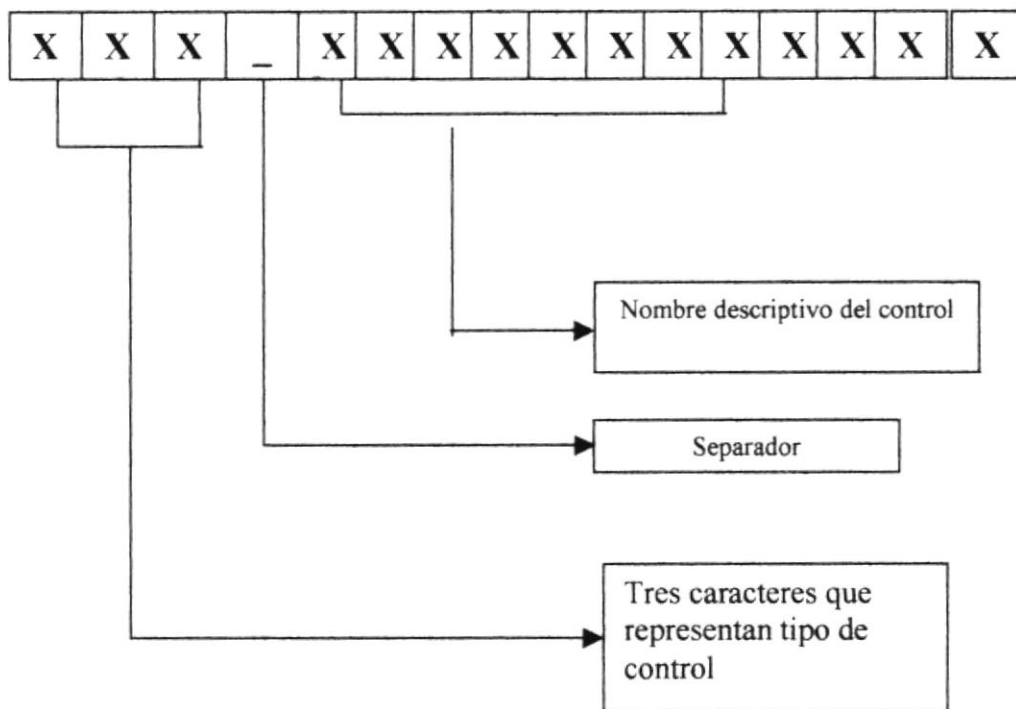 X X X _ X X X X X X X X X X X X
Nombre descriptivo del control
Separador
Tres caracteres que
representan tipo de
control